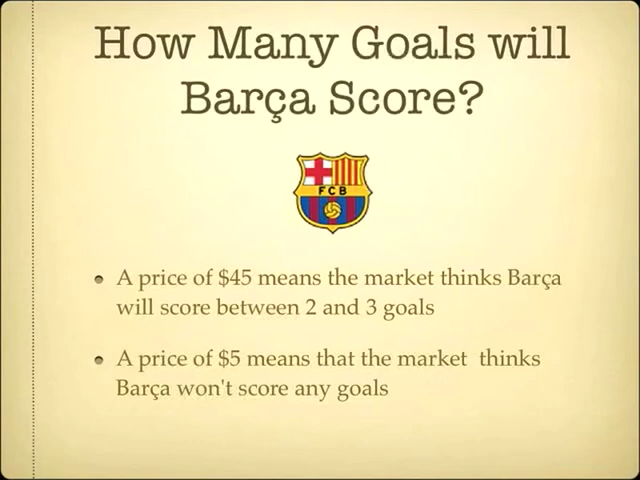 How Many Goals will
Barça Score?
FCB
A price of $45 means the market thinks Barça
will score between 2 and 3 goals
A price of $5 means that the market thinks
Barça won't score any goals